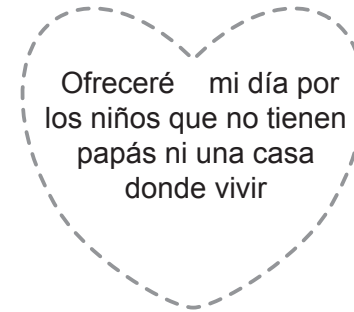 Ofreceré mi día por
los niños que no tienen
papás ni una casa
donde vivir